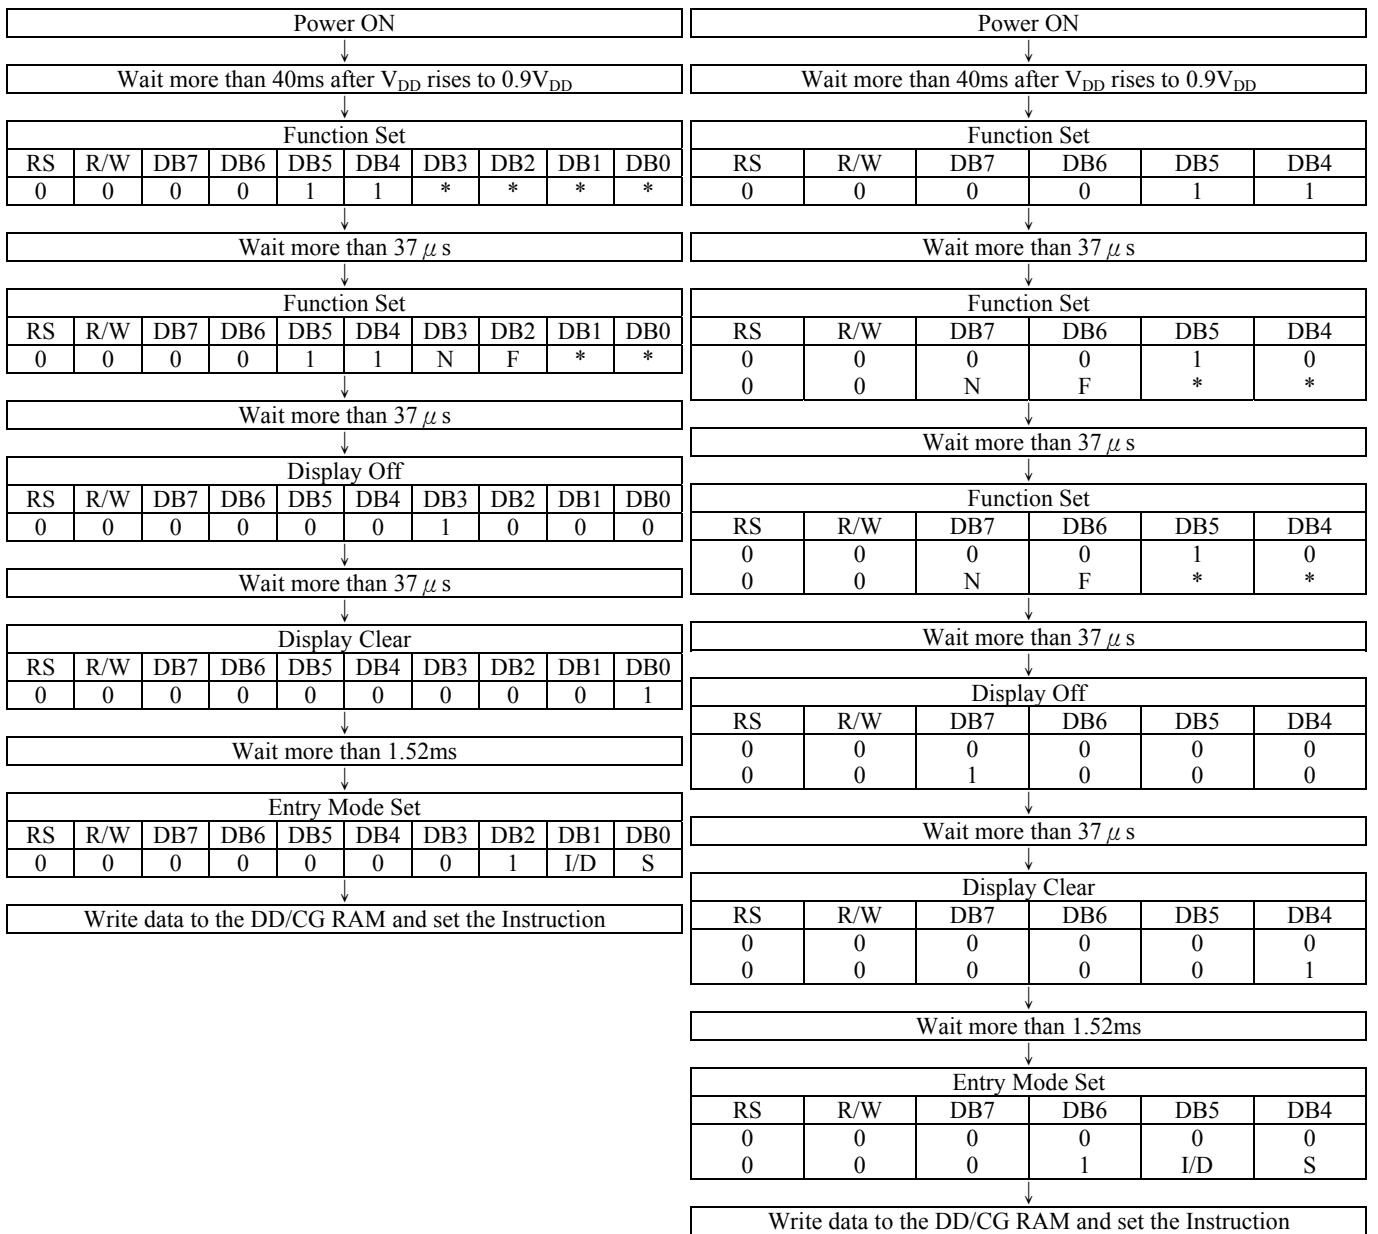 Power ON
↓
Wait more than 40ms after VDD rises to 0.9VDD
↓
Function Set
RS R/W DB7 DB6 DB5 DB4 DB3 DB2 DB1 DB0
0 0 0 0 1 1 * * * *
↓
Wait more than 37 μ s
↓
Function Set
RS R/W DB7 DB6 DB5 DB4 DB3 DB2 DB1 DB0
0 0 0 0 1 1 N F * *
↓
Wait more than 37 μ s
↓
Display Off
RS R/W DB7 DB6 DB5 DB4 DB3 DB2 DB1 DB0
0 0 0 0 0 0 1 0 0 0
↓
Wait more than 37 μ s
↓
Display Clear
RS R/W DB7 DB6 DB5 DB4 DB3 DB2 DB1 DB0
0 0 0 0 0 0 0 0 0 1
↓
Wait more than 1.52ms
↓
Entry Mode Set
RS R/W DB7 DB6 DB5 DB4 DB3 DB2 DB1 DB0
0 0 0 0 0 0 0 1 I/D S
↓
Write data to the DD/CG RAM and set the Instruction
Power ON
↓
Wait more than 40ms after VDD rises to 0.9VDD
↓
Function Set
RS R/W DB7 DB6 DB5 DB4
0 0 0 0 1 1
↓
Wait more than 37 μ s
↓
Function Set
RS R/W DB7 DB6 DB5 DB4
0 0 0 0 1 0
0 0 N F * *
↓
Wait more than 37 μ s
↓
Function Set
RS R/W DB7 DB6 DB5 DB4
0 0 0 0 1 0
0 0 N F * *
↓
Wait more than 37 μ s
↓
Display Off
RS R/W DB7 DB6 DB5 DB4
0 0 0 0 0 0
0 0 1 0 0 0
↓
Wait more than 37 μ s
↓
Display Clear
RS R/W DB7 DB6 DB5 DB4
0 0 0 0 0 0
0 0 0 0 0 1
↓
Wait more than 1.52ms
↓
Entry Mode Set
RS R/W DB7 DB6 DB5 DB4
0 0 0 0 0 0
0 0 0 1 I/D S
↓
Write data to the DD/CG RAM and set the Instruction